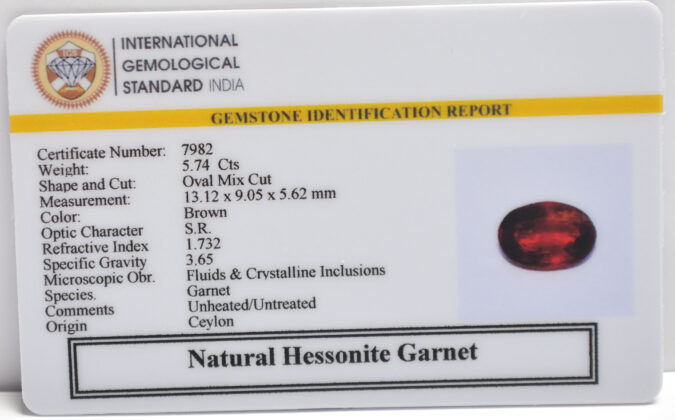 IGS
INTERNATIONAL
GEMOLOGICAL
STANDARD INDIA
GEMSTONE IDENTIFICATION REPORT
Certificate Number: 7982
Weight: 5.74 Cts
Shape and Cut: Oval Mix Cut
Measurement: 13.12 x 9.05 x 5.62 mm
Color: Brown
Optic Character S.R.
Refractive Index 1.732
Specific Gravity 3.65
Microscopic Obr. Fluids & Crystalline Inclusions
Species. Garnet
Comments Unheated/Untreated
Origin Ceylon
Natural Hessonite Garnet